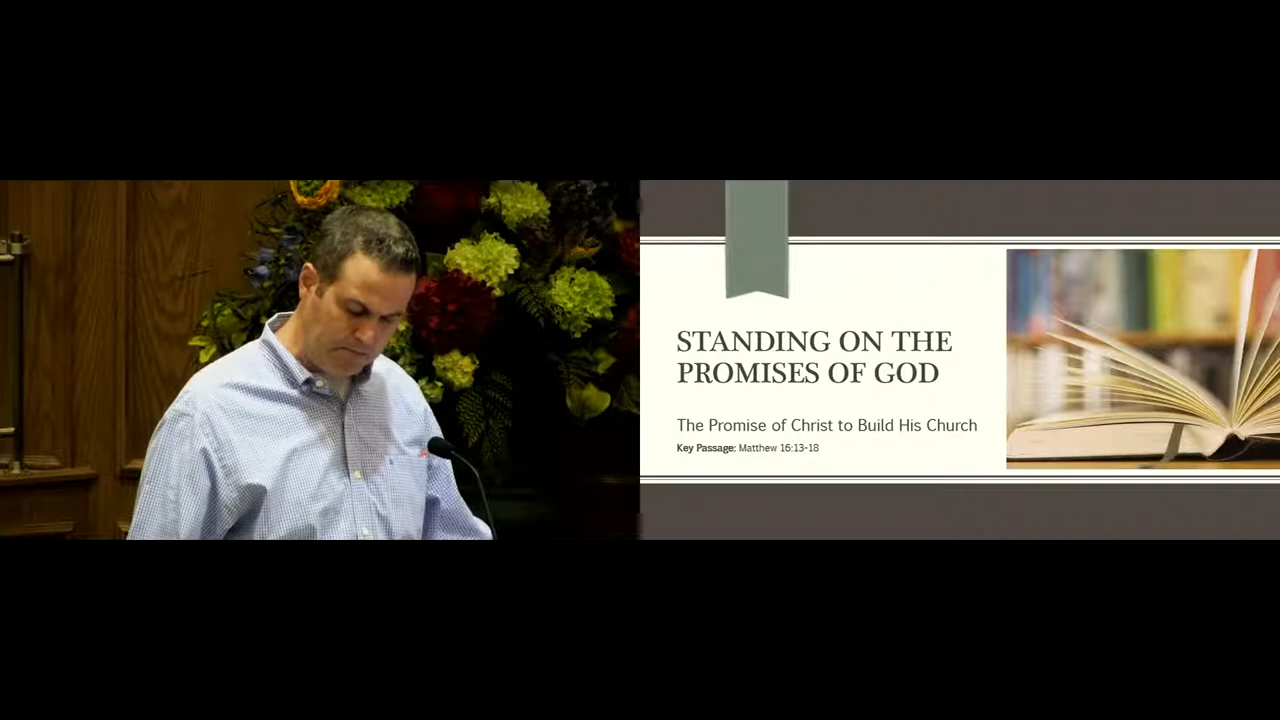 STANDING ON THE
PROMISES OF GOD
The Promise of Christ to Build His Church
Key Passage: Matthew 16:13-18